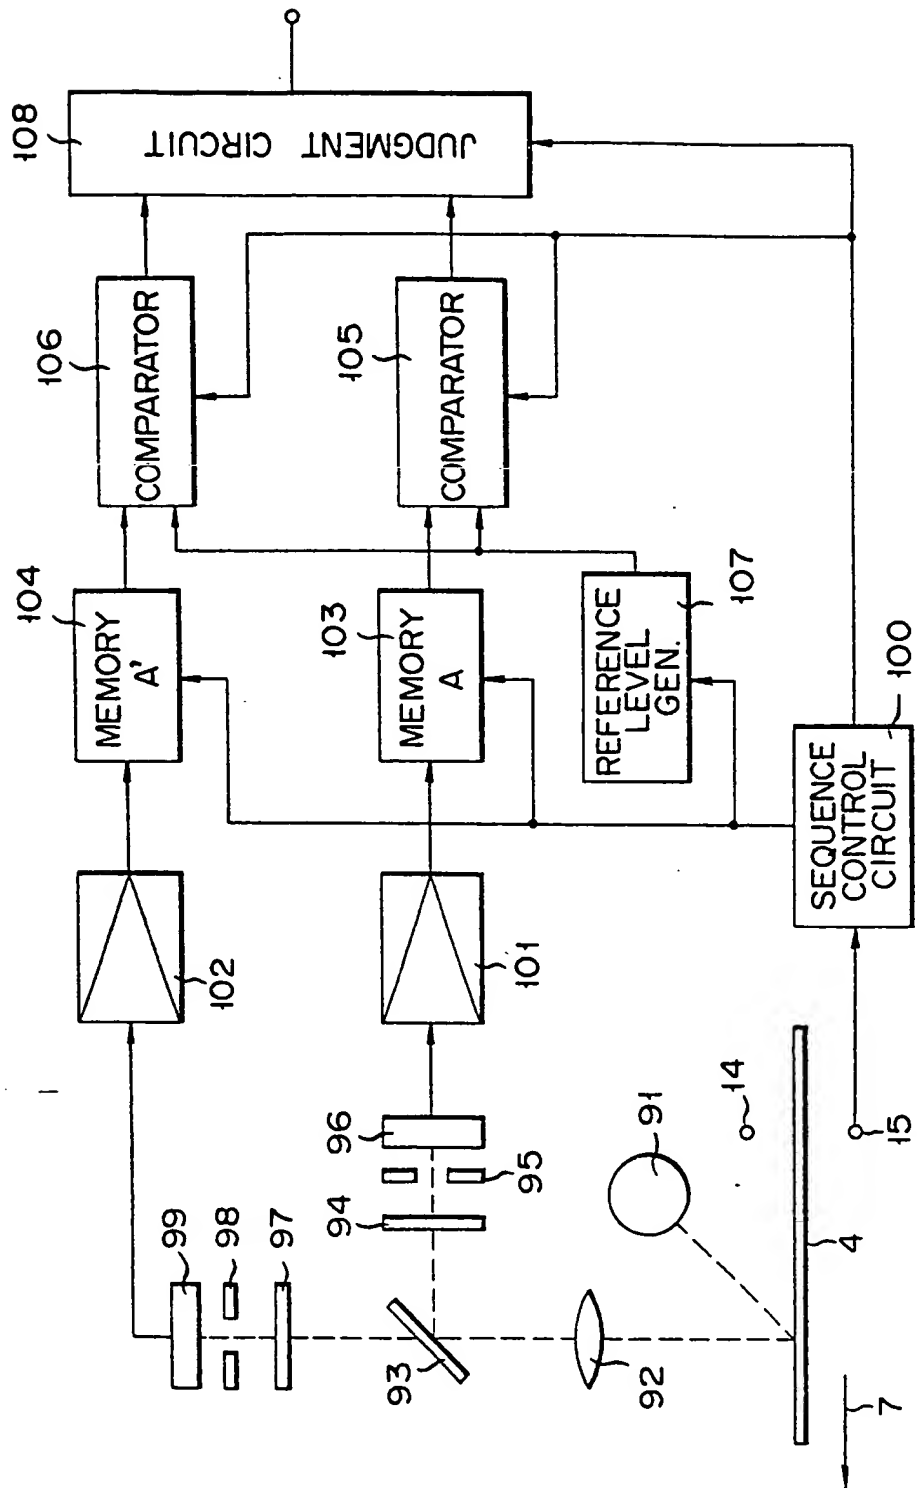 108
JUDGMENT CIRCUIT
106
COMPARATOR
105
COMPARATOR
104
MEMORY
A'
103
MEMORY
A
107
REFERENCE
LEVEL
GEN.
100
SEQUENCE
CONTROL
CIRCUIT
102
101
99
98
97
96
95
94
93
92
91
14
15
4
7